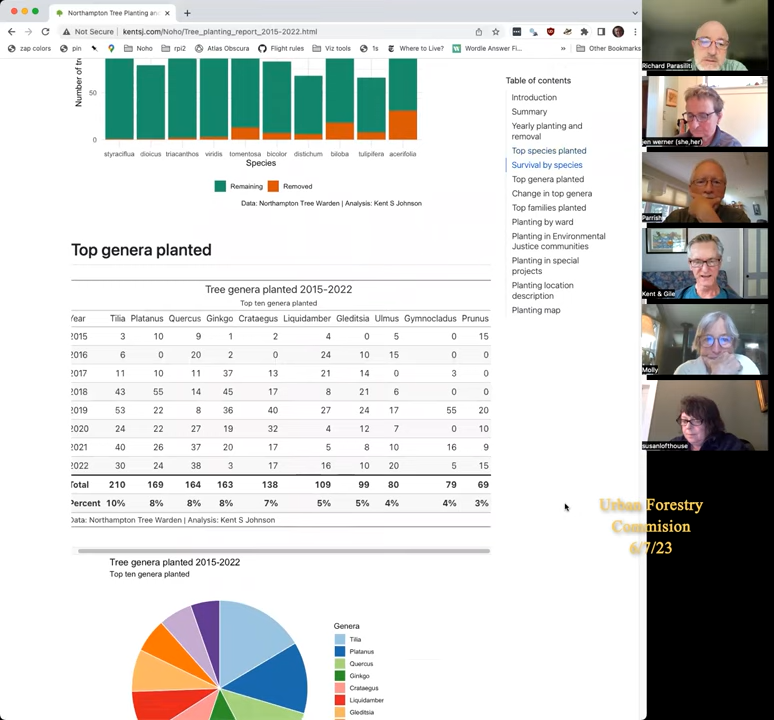 Northampton Tree Planting an
Not Secure | kentsj.com/Noho/Tree_planting_report_2015-2022.html
zap colors pin Noho rpi2 Atlas Obscura Flight rules Viz tools 1s Where to Live? Wordle Answer Fi... » Other Bookmarks
Number of tr
50
0
styraciflua dioicus triacanthos viridis tomentosa bicolor distichum biloba tulipifera acerifolia
Species
Remaining Removed
Data: Northampton Tree Warden | Analysis: Kent S Johnson
Table of contents
Introduction
Summary
Yearly planting and
removal
Top species planted
Survival by species
Top genera planted
Change in top genera
Top families planted
Planting by ward
Planting in Environmental
Justice communities
Planting in special
projects
Planting location
description
Planting map
Top genera planted
Tree genera planted 2015-2022
Top ten genera planted
Year Tilia Platanus Quercus Ginkgo Crataegus Liquidamber Gleditsia Ulmus Gymnocladus Prunus
2015 3 10 9 1 2 4 0 5 0 15
2016 6 0 20 2 0 24 10 15 0 0
2017 11 10 11 37 13 21 14 0 3 0
2018 43 55 14 45 17 8 21 6 0 0
2019 53 22 8 36 40 27 24 17 55 20
2020 24 22 27 19 32 4 12 7 0 10
2021 40 26 37 20 17 5 8 10 16 9
2022 30 24 38 3 17 16 10 20 5 15
Total 210 169 164 163 138 109 99 80 79 69
Percent 10% 8% 8% 8% 7% 5% 5% 4% 4% 3%
Data: Northampton Tree Warden | Analysis: Kent S Johnson
Tree genera planted 2015-2022
Top ten genera planted
Genera
Tilia
Platanus
Quercus
Ginkgo
Crataegus
Liquidamber
Gleditsia
Richard Parasiliti
jen werner (she,her)
Parrish
Kent & Gile
Molly
susanlofthouse
Urban Forestry
Commision
6/7/23